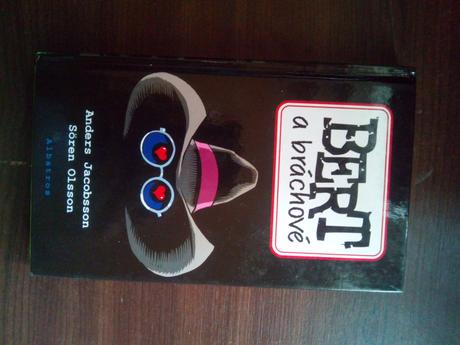 BERT
a bráchové
Anders Jacobsson
Sören Olsson
Albatros